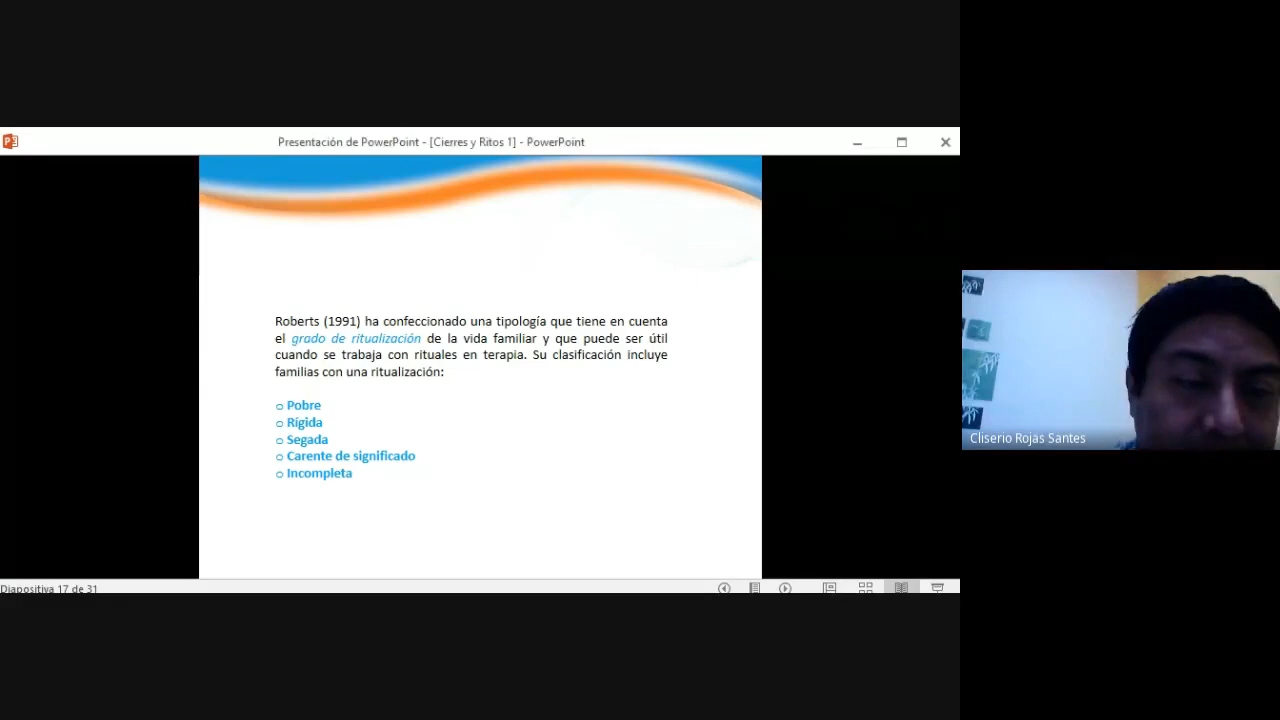 Presentación de PowerPoint - [Cierres y Ritos 1] - PowerPoint
Roberts (1991) ha confeccionado una tipología que tiene en cuenta
el grado de ritualización de la vida familiar y que puede ser útil
cuando se trabaja con rituales en terapia. Su clasificación incluye
familias con una ritualización:
o Pobre
o Rígida
o Segada
o Carente de significado
o Incompleta
Cliserio Rojas Santes
Diapositiva 17 de 31